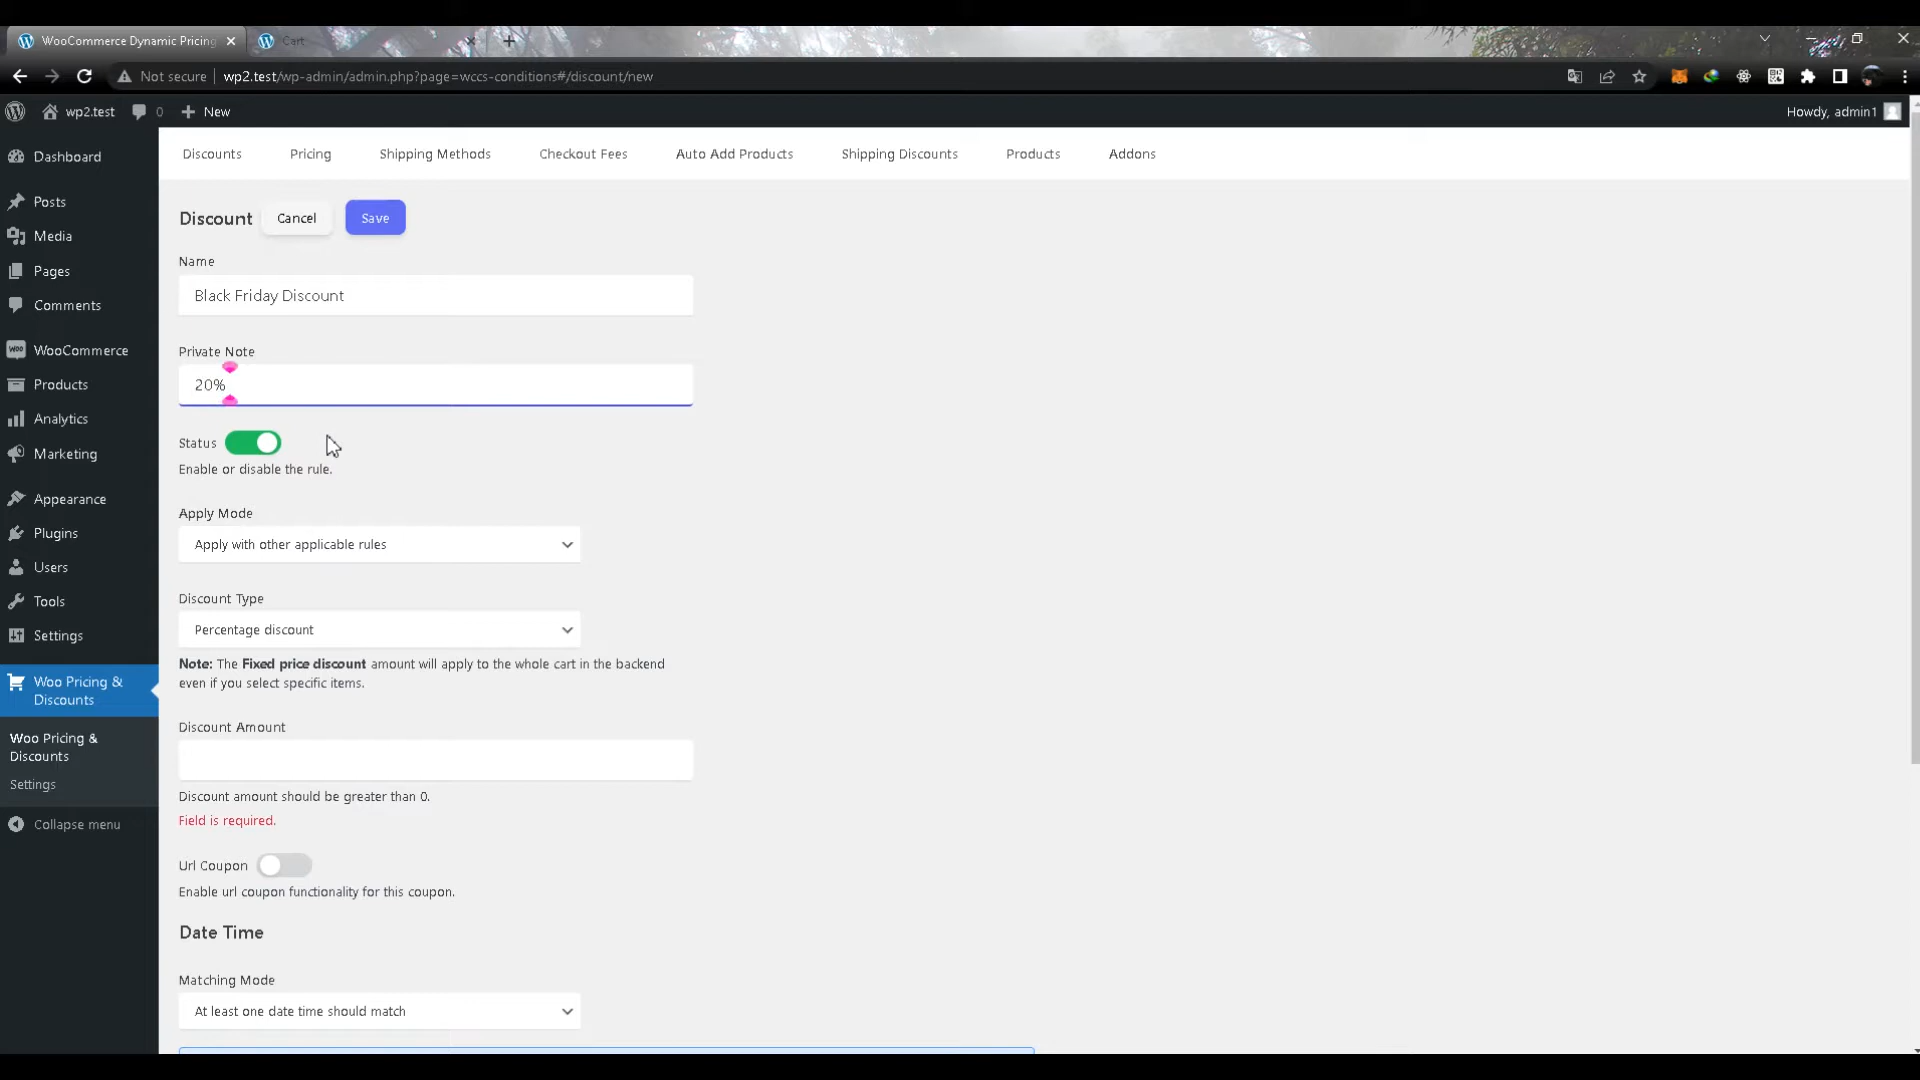 WooCommerce Dynamic Pricing
Cart
Not secure
wp2.test/wp-admin/admin.php?page=wccs-conditions#/discount/new
wp2.test
0
New
Howdy, admin1
Dashboard
Posts
Media
Pages
Comments
WooCommerce
Products
Analytics
Marketing
Appearance
Plugins
Users
Tools
Settings
Woo Pricing &
Discounts
Woo Pricing &
Discounts
Settings
Collapse menu
Discounts
Pricing
Shipping Methods
Checkout Fees
Auto Add Products
Shipping Discounts
Products
Addons
Discount
Cancel
Save
Name
Black Friday Discount
Private Note
20%
Status
Enable or disable the rule.
Apply Mode
Apply with other applicable rules
Discount Type
Percentage discount
Note: The Fixed price discount amount will apply to the whole cart in the backend
even if you select specific items.
Discount Amount
Discount amount should be greater than 0.
Field is required.
Url Coupon
Enable url coupon functionality for this coupon.
Date Time
Matching Mode
At least one date time should match